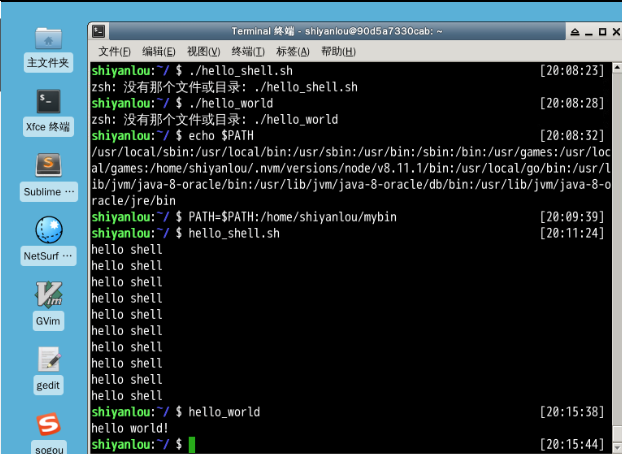 Terminal 终端 - shiyanlou@90d5a7330cab: ~
文件(F) 编辑(E) 视图(V) 终端(T) 标签(A) 帮助(H)
shiyanlou:~/ $ ./hello_shell.sh [20:08:23]
zsh: 没有那个文件或目录: ./hello_shell.sh
shiyanlou:~/ $ ./hello_world [20:08:28]
zsh: 没有那个文件或目录: ./hello_world
shiyanlou:~/ $ echo $PATH [20:08:32]
/usr/local/sbin:/usr/local/bin:/usr/sbin:/usr/bin:/sbin:/bin:/usr/games:/usr/loc
al/games:/home/shiyanlou/.nvm/versions/node/v8.11.1/bin:/usr/local/go/bin:/usr/l
ib/jvm/java-8-oracle/bin:/usr/lib/jvm/java-8-oracle/db/bin:/usr/lib/jvm/java-8-o
racle/jre/bin
shiyanlou:~/ $ PATH=$PATH:/home/shiyanlou/mybin [20:09:39]
shiyanlou:~/ $ hello_shell.sh [20:11:24]
hello shell
hello shell
hello shell
hello shell
hello shell
hello shell
hello shell
hello shell
hello shell
hello shell
shiyanlou:~/ $ hello_world [20:15:38]
hello world!
shiyanlou:~/ $ [20:15:44]
主文件夹
Xfce 终端
Sublime ⋯
NetSurf ⋯
GVim
gedit
sogou